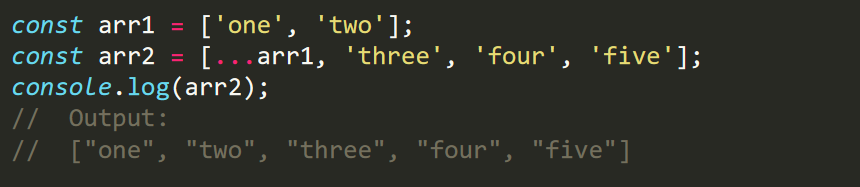 const arr1 = ['one', 'two'];
const arr2 = [...arr1, 'three', 'four', 'five'];
console.log(arr2);
//  Output:
//  ["one", "two", "three", "four", "five"]